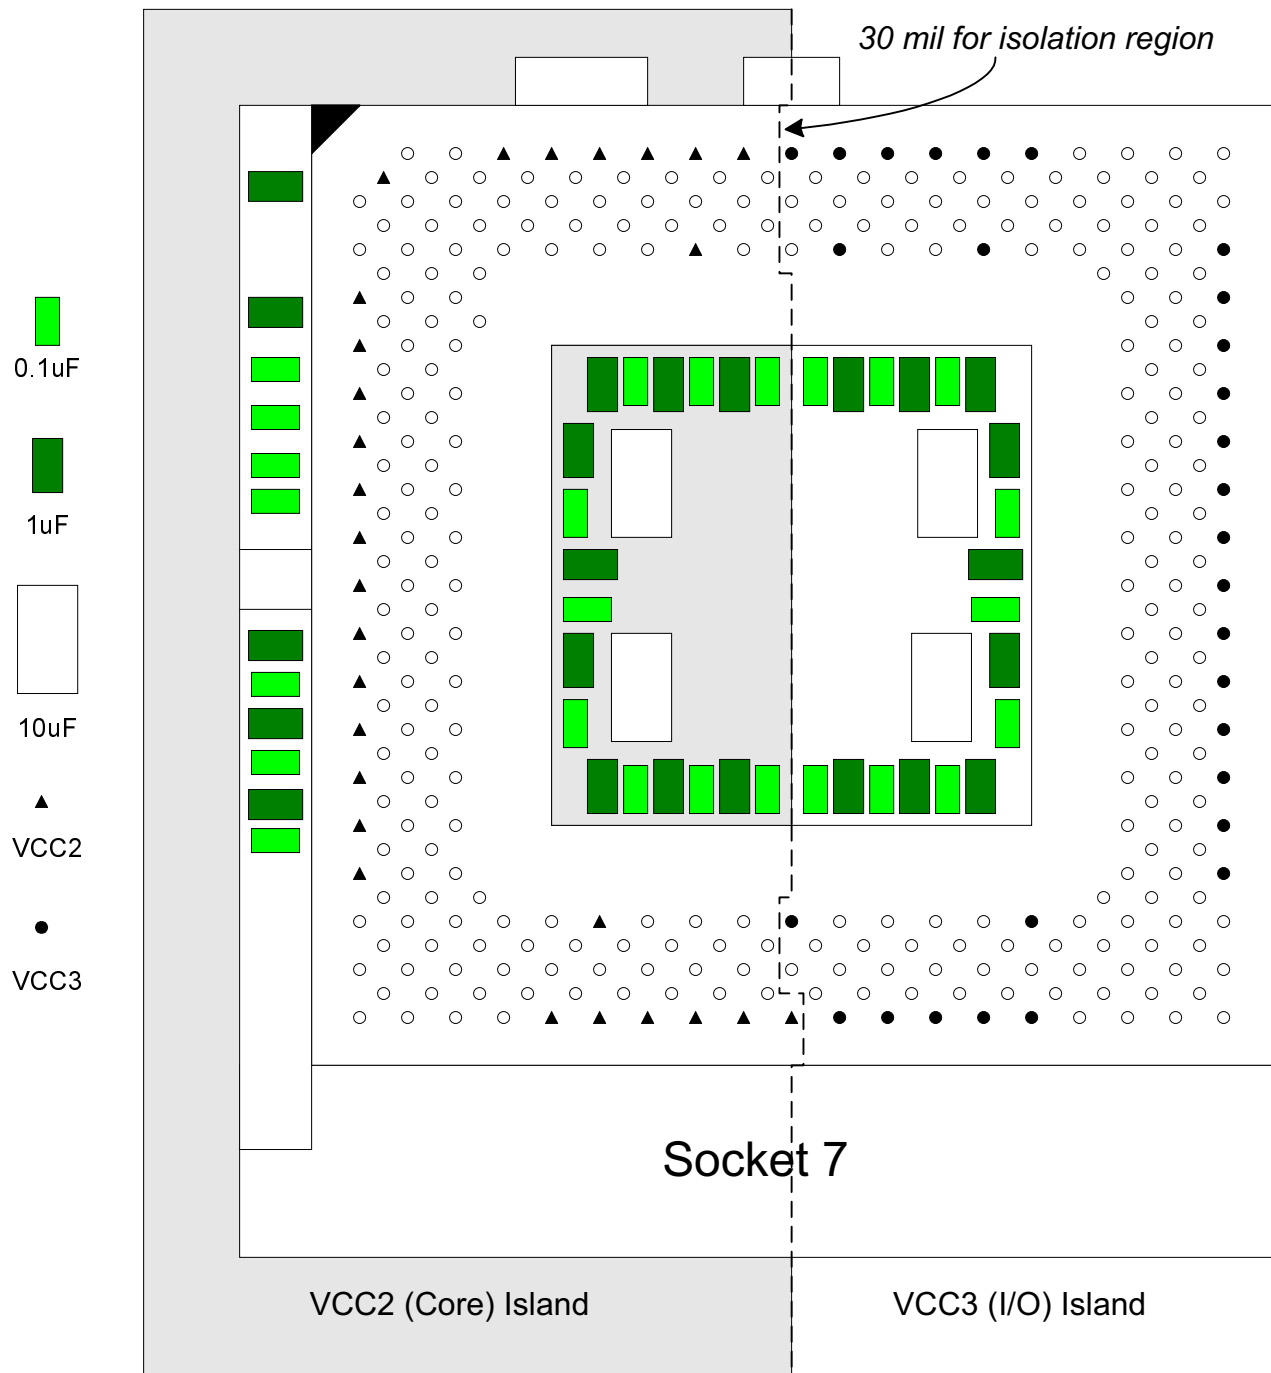 30 mil for isolation region
0.1uF
1uF
10uF
VCC2
VCC3
Socket 7
VCC2 (Core) Island
VCC3 (I/O) Island